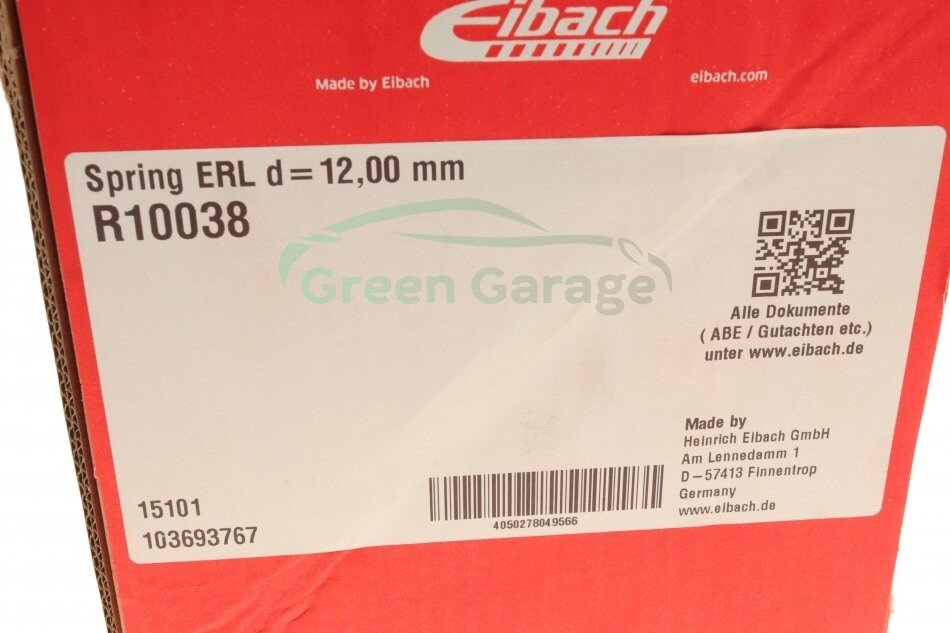 Eibach
Made by Eibach
eibach.com
Spring ERL d=12,00 mm
R10038
Green Garage
Alle Dokumente
( ABE / Gutachten etc.)
unter www.eibach.de
Made by
Heinrich Eibach GmbH
Am Lennedamm 1
D-57413 Finnentrop
Germany
www.eibach.de
15101
103693767
4050278049566